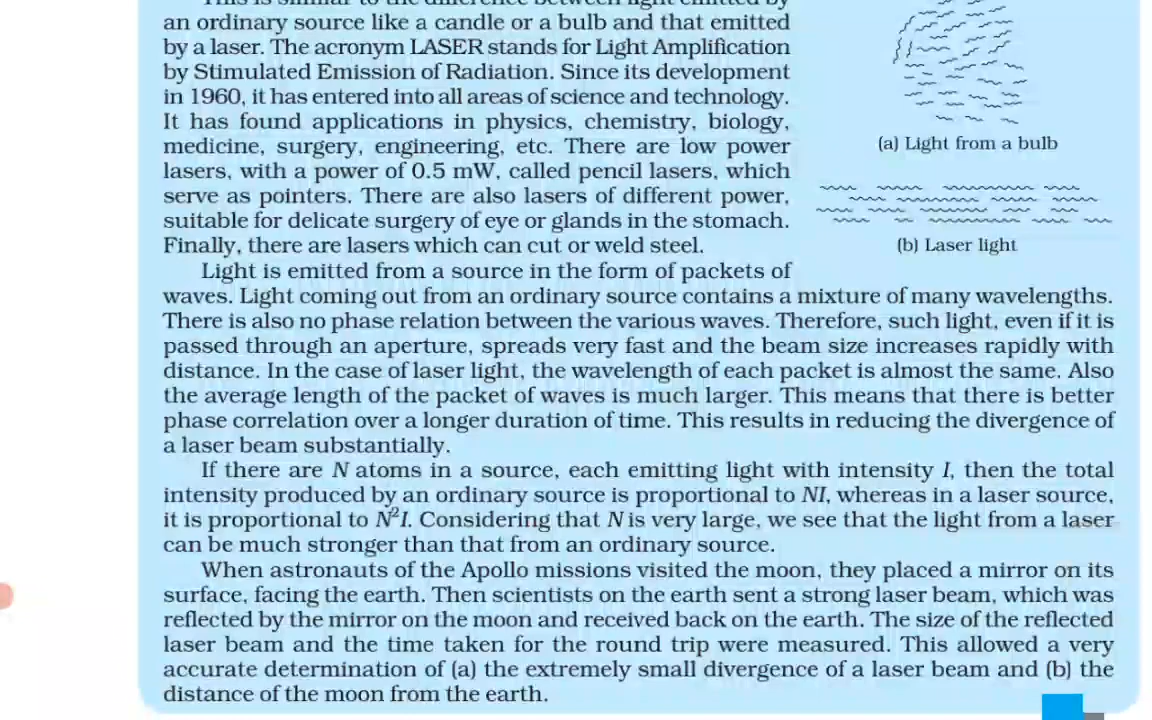 This is similar to the difference between light emitted by
an ordinary source like a candle or a bulb and that emitted
by a laser. The acronym LASER stands for Light Amplification
by Stimulated Emission of Radiation. Since its development
in 1960, it has entered into all areas of science and technology.
It has found applications in physics, chemistry, biology,
medicine, surgery, engineering, etc. There are low power
lasers, with a power of 0.5 mW, called pencil lasers, which
serve as pointers. There are also lasers of different power,
suitable for delicate surgery of eye or glands in the stomach.
Finally, there are lasers which can cut or weld steel.
(a) Light from a bulb
(b) Laser light
Light is emitted from a source in the form of packets of
waves. Light coming out from an ordinary source contains a mixture of many wavelengths.
There is also no phase relation between the various waves. Therefore, such light, even if it is
passed through an aperture, spreads very fast and the beam size increases rapidly with
distance. In the case of laser light, the wavelength of each packet is almost the same. Also
the average length of the packet of waves is much larger. This means that there is better
phase correlation over a longer duration of time. This results in reducing the divergence of
a laser beam substantially.
If there are N atoms in a source, each emitting light with intensity I, then the total
intensity produced by an ordinary source is proportional to NI, whereas in a laser source,
it is proportional to N²I. Considering that N is very large, we see that the light from a laser
can be much stronger than that from an ordinary source.
When astronauts of the Apollo missions visited the moon, they placed a mirror on its
surface, facing the earth. Then scientists on the earth sent a strong laser beam, which was
reflected by the mirror on the moon and received back on the earth. The size of the reflected
laser beam and the time taken for the round trip were measured. This allowed a very
accurate determination of (a) the extremely small divergence of a laser beam and (b) the
distance of the moon from the earth.